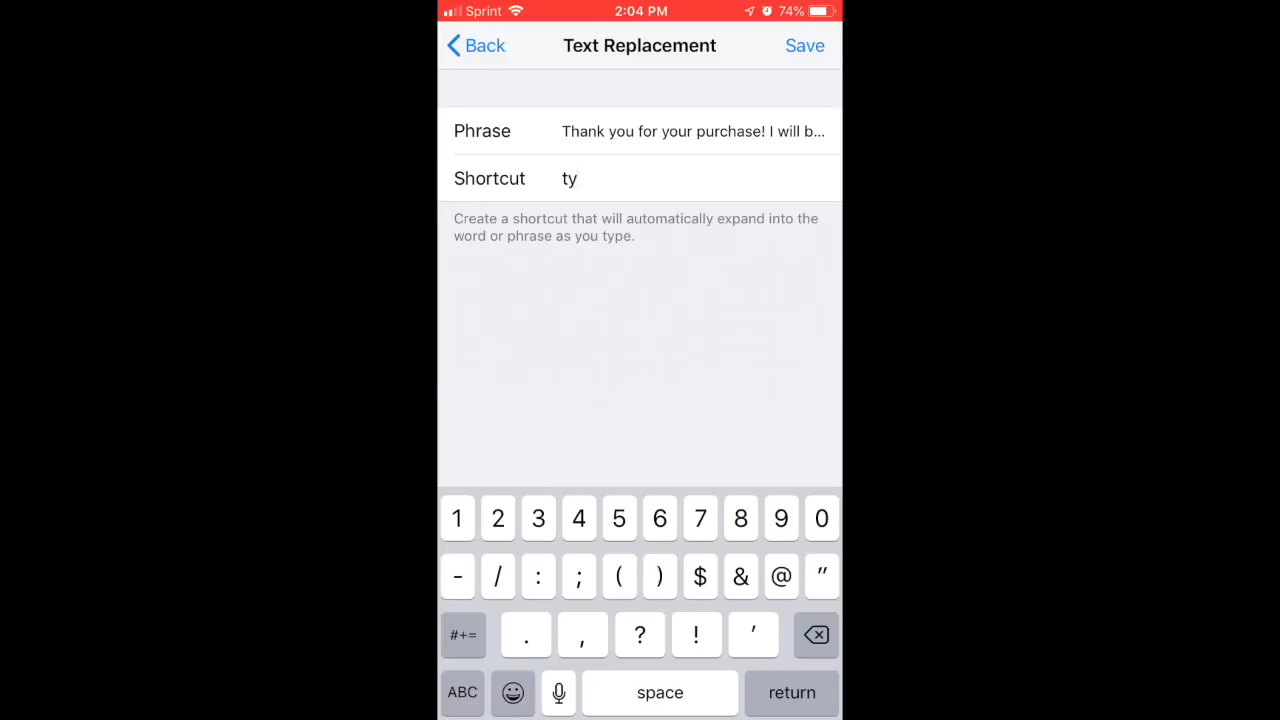 Sprint 2:04 PM 74%
Back Text Replacement Save
Phrase Thank you for your purchase! I will b...
Shortcut ty
Create a shortcut that will automatically expand into the
word or phrase as you type.
1 2 3 4 5 6 7 8 9 0
- / : ; ( ) $ & @ "
#+= . , ? ! '
ABC space return